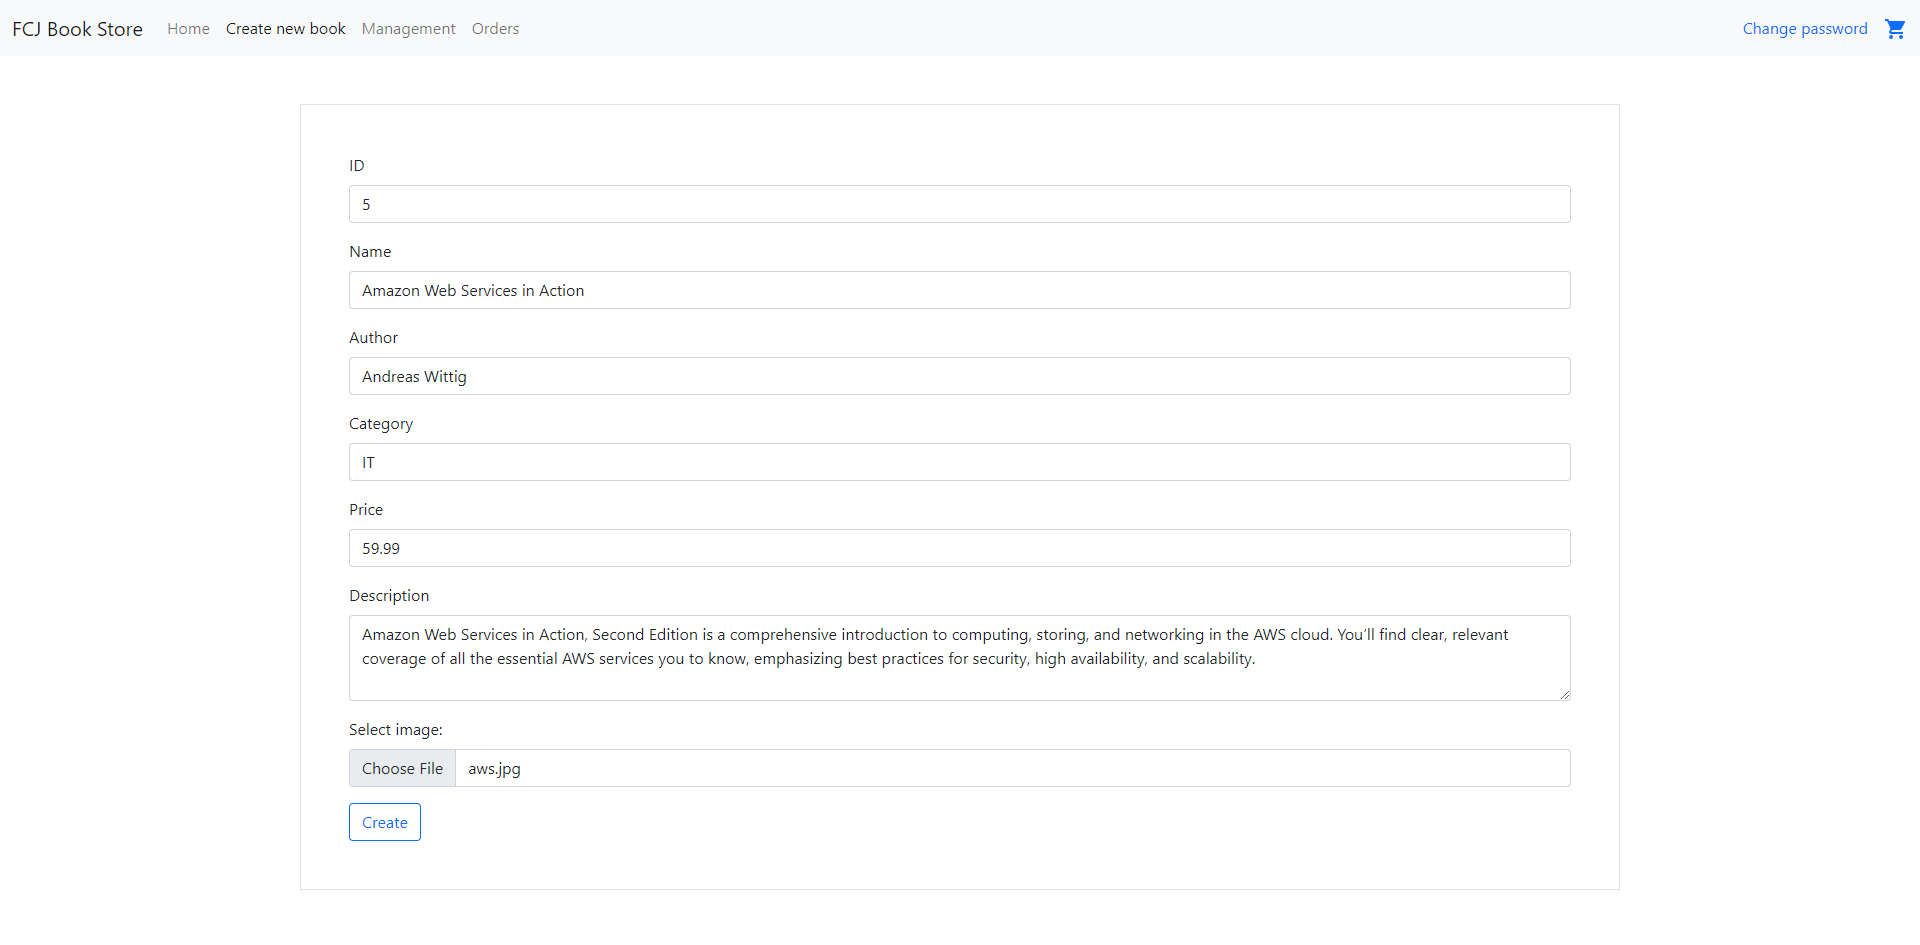 FCJ Book Store Home Create new book Management Orders Change password
ID
5
Name
Amazon Web Services in Action
Author
Andreas Wittig
Category
IT
Price
59.99
Description
Amazon Web Services in Action, Second Edition is a comprehensive introduction to computing, storing, and networking in the AWS cloud. You’ll find clear, relevant
coverage of all the essential AWS services you to know, emphasizing best practices for security, high availability, and scalability.
Select image:
Choose File aws.jpg
Create